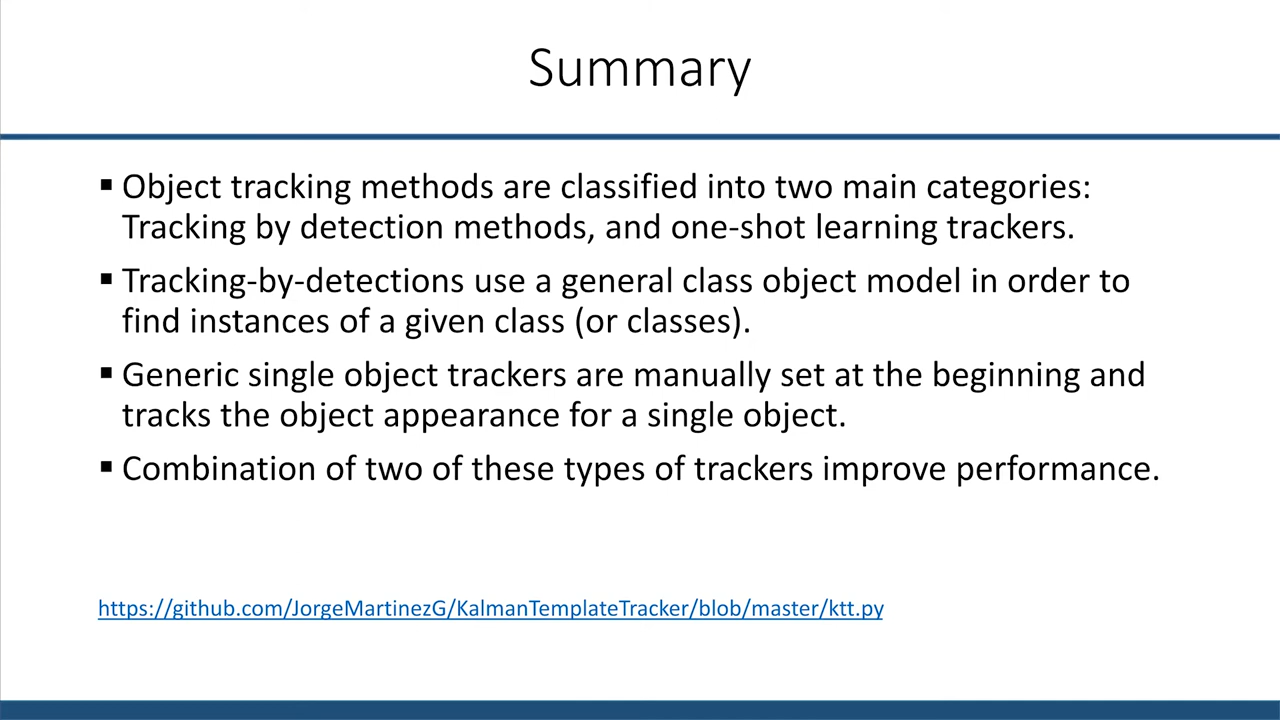 Summary
▪ Object tracking methods are classified into two main categories:
Tracking by detection methods, and one-shot learning trackers.
▪ Tracking-by-detections use a general class object model in order to
find instances of a given class (or classes).
▪ Generic single object trackers are manually set at the beginning and
tracks the object appearance for a single object.
▪ Combination of two of these types of trackers improve performance.
https://github.com/JorgeMartinezG/KalmanTemplateTracker/blob/master/ktt.py